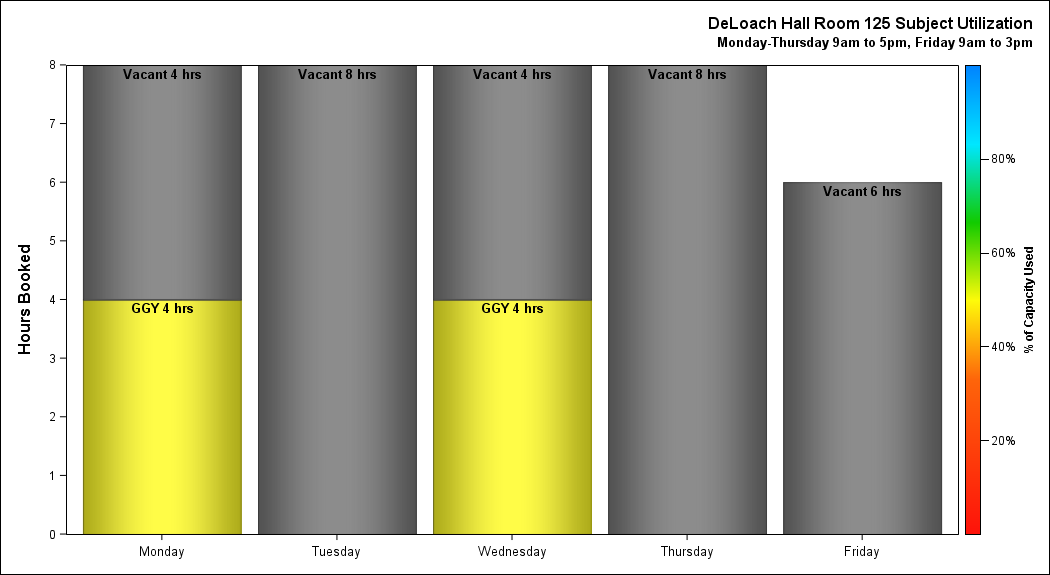 DeLoach Hall Room 125 Subject Utilization
Monday-Thursday 9am to 5pm, Friday 9am to 3pm
Hours Booked
8
7
6
5
4
3
2
1
0
Vacant 4 hrs
Vacant 8 hrs
Vacant 4 hrs
Vacant 8 hrs
Vacant 6 hrs
GGY 4 hrs
GGY 4 hrs
Monday
Tuesday
Wednesday
Thursday
Friday
80%
60%
40%
20%
% of Capacity Used